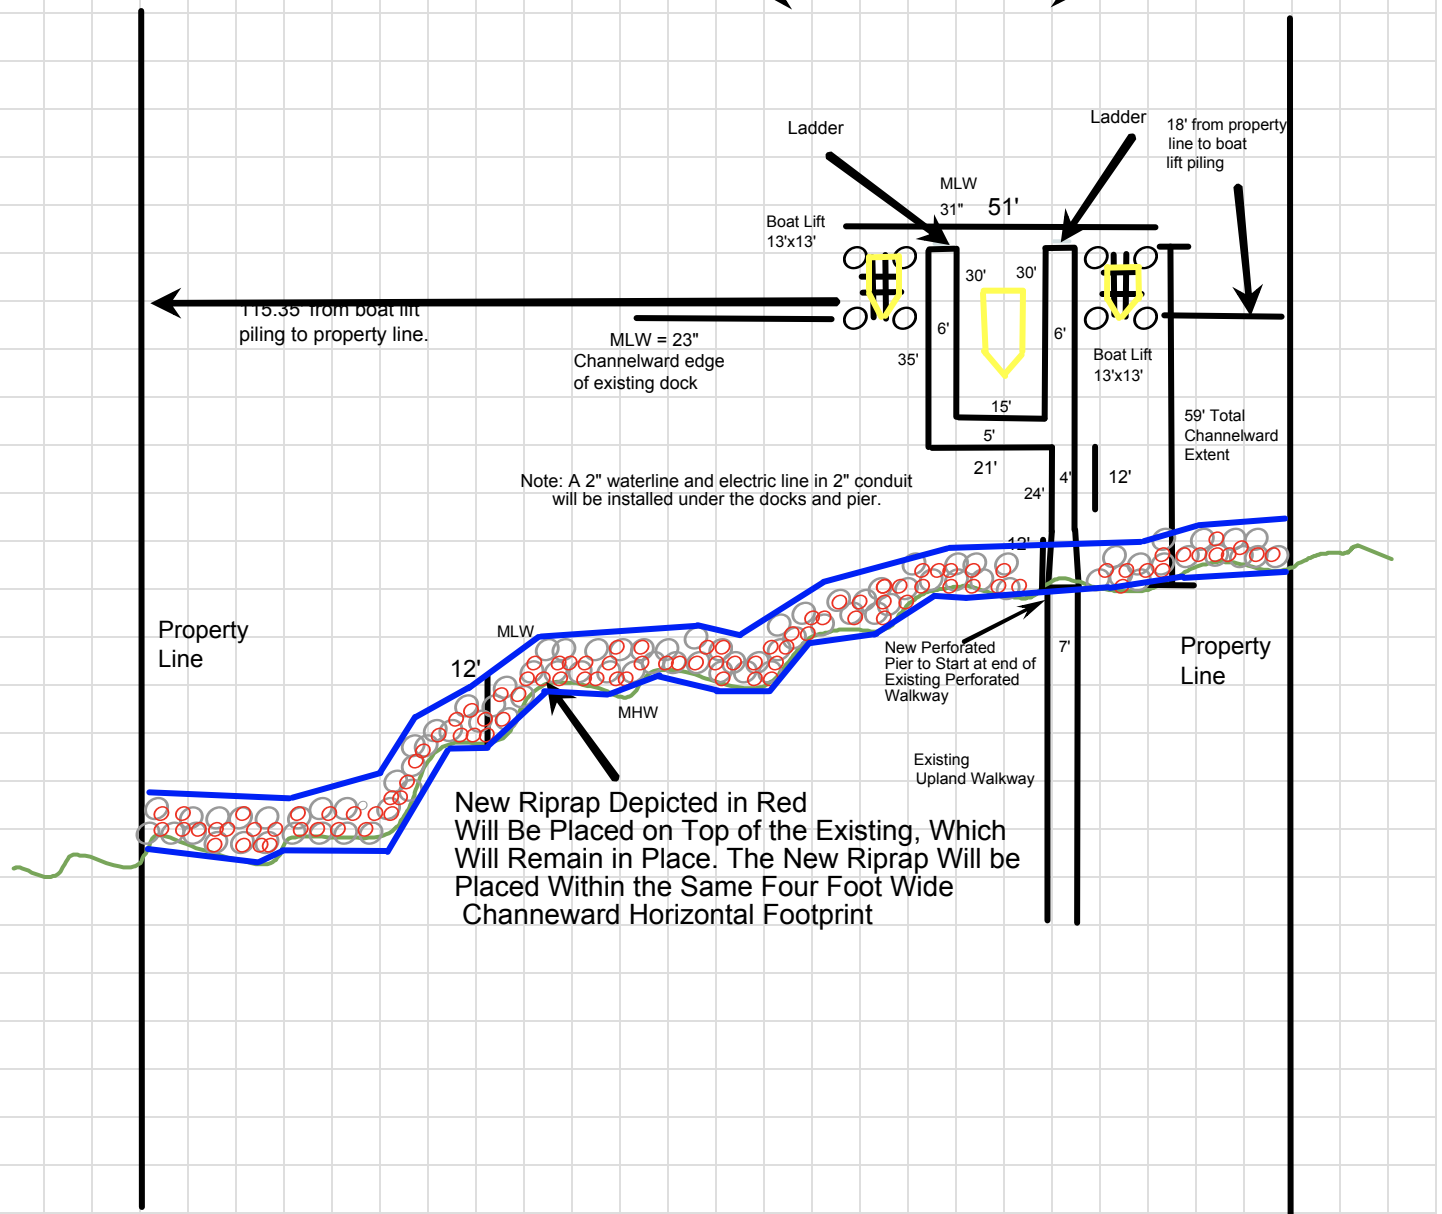 Ladder
Ladder
18' from property
line to boat
lift piling
MLW
31"
51'
Boat Lift
13'x13'
30'
30'
115.35' from boat lift
piling to property line.
6'
6'
MLW = 23"
Channelward edge
of existing dock
35'
Boat Lift
13'x13'
15'
59' Total
Channelward
Extent
5'
21'
24'
4'
12'
Note: A 2" waterline and electric line in 2" conduit
will be installed under the docks and pier.
12'
Property
Line
MLW
12'
MHW
New Perforated
Pier to Start at end of
Existing Perforated
Walkway
7'
Property
Line
Existing
Upland Walkway
New Riprap Depicted in Red
Will Be Placed on Top of the Existing, Which
Will Remain in Place. The New Riprap Will be
Placed Within the Same Four Foot Wide
Channeward Horizontal Footprint